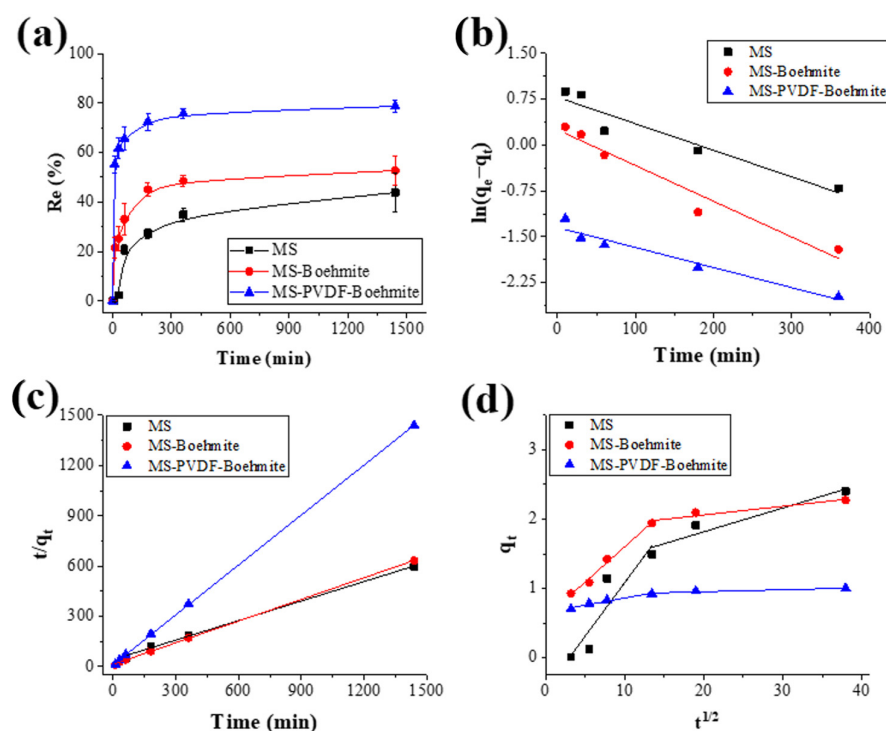 (a)
Re (%)
100
80
60
40
20
0
MS
MS-Boehmite
MS-PVDF-Boehmite
0 300 600 900 1200 1500
Time (min)
(b)
ln(qe−qt)
1.50
0.75
0.00
-0.75
-1.50
-2.25
MS
MS-Boehmite
MS-PVDF-Boehmite
0 100 200 300 400
Time (min)
(c)
t/qt
1500
1200
900
600
300
0
MS
MS-Boehmite
MS-PVDF-Boehmite
0 300 600 900 1200 1500
Time (min)
(d)
qt
3
2
1
0
MS
MS-Boehmite
MS-PVDF-Boehmite
0 10 20 30 40
t1/2